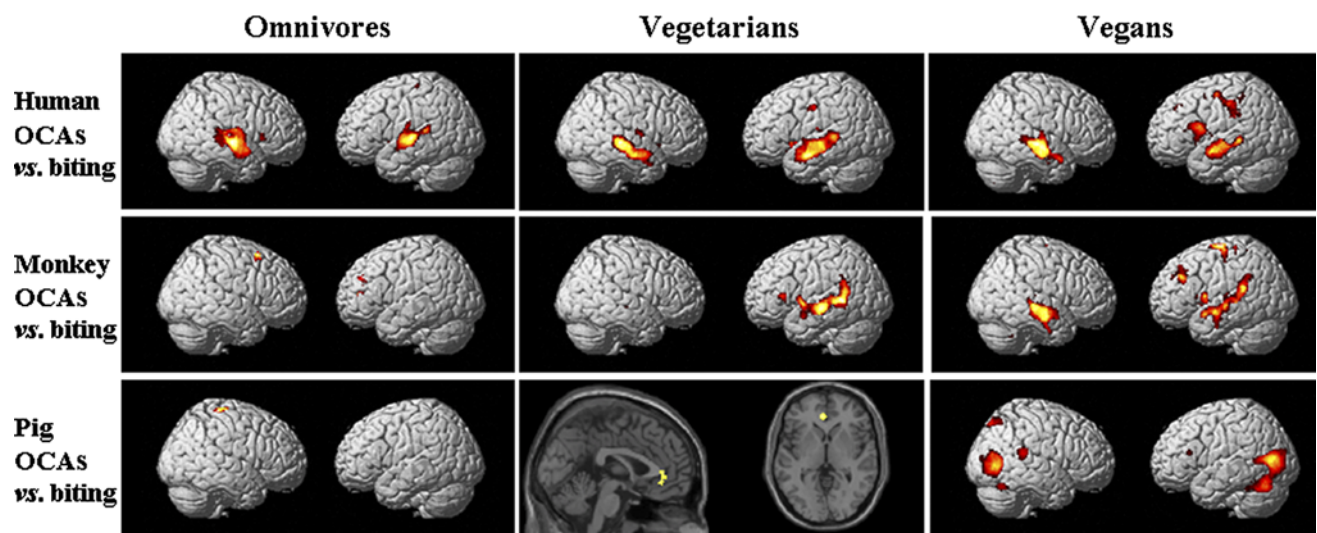 Omnivores Vegetarians Vegans
Human
OCAs
vs. biting
Monkey
OCAs
vs. biting
Pig
OCAs
vs. biting